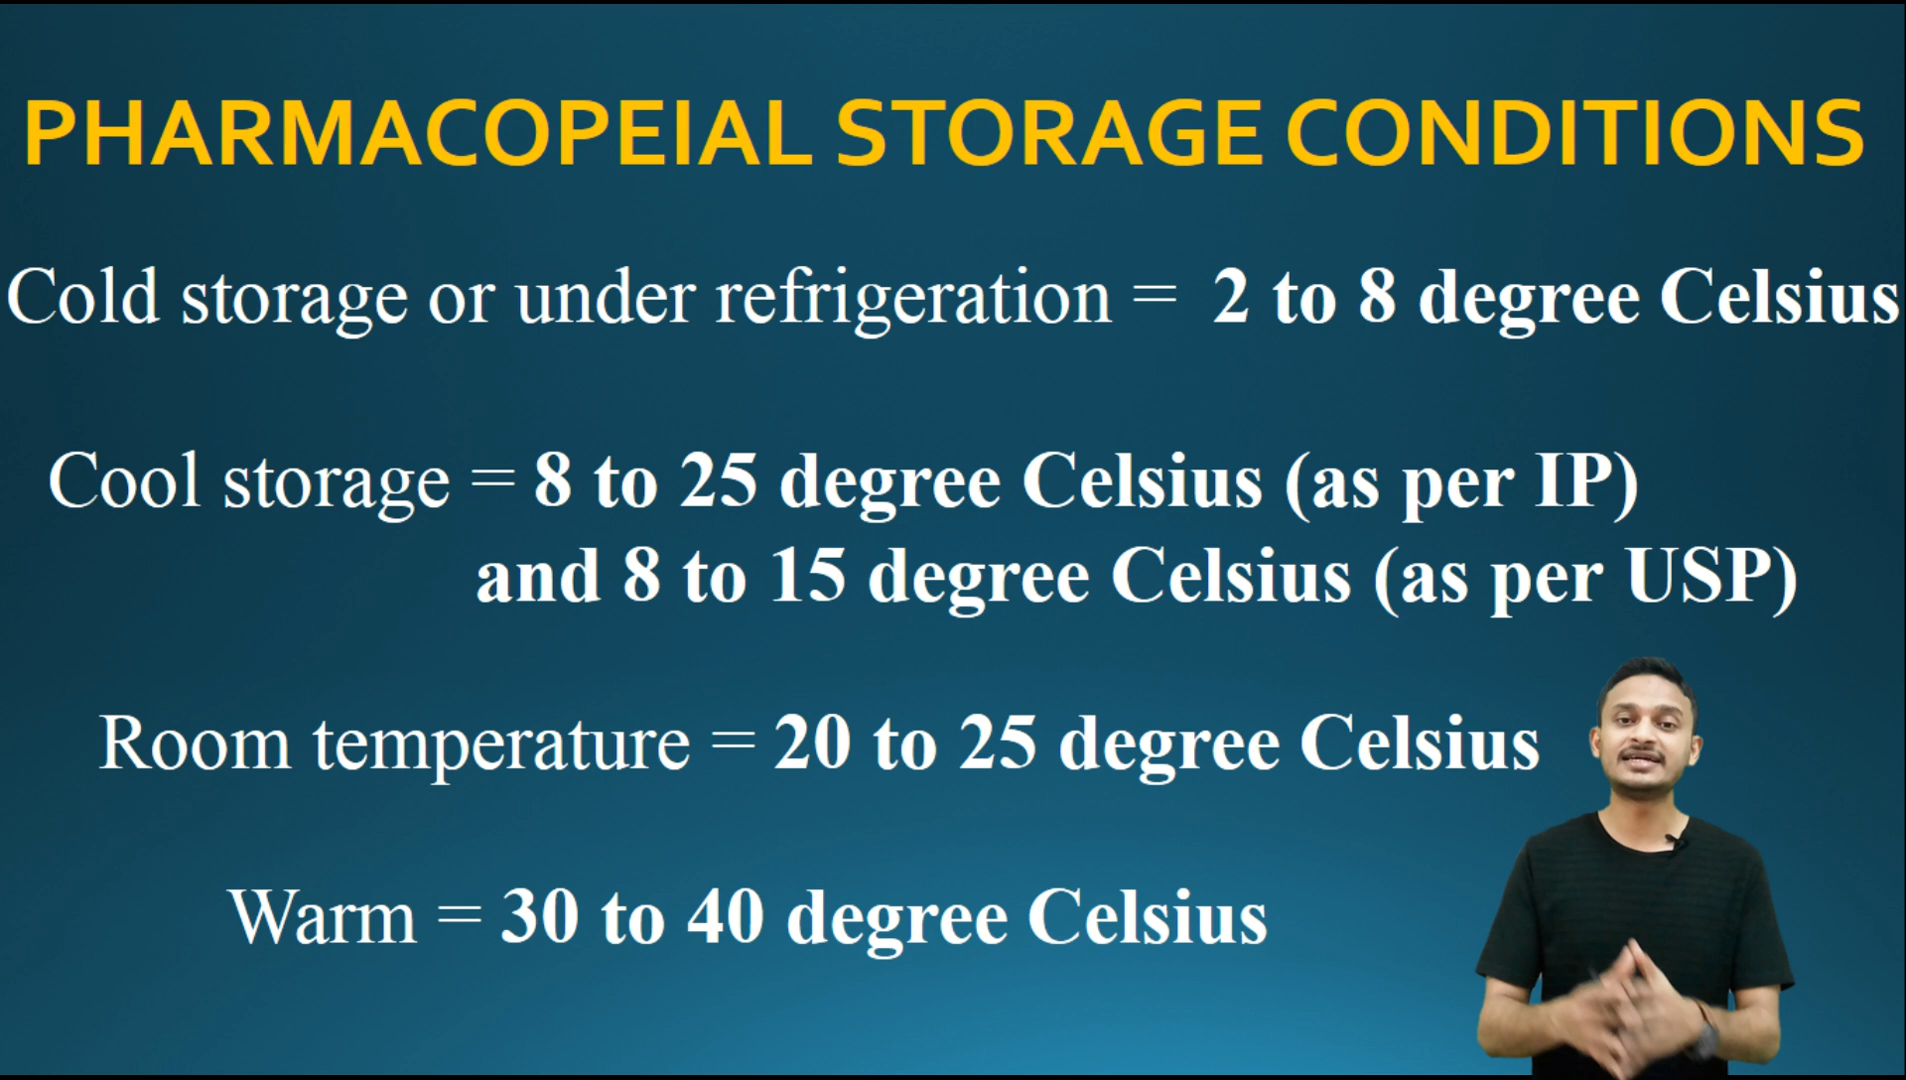 PHARMACOPEIAL STORAGE CONDITIONS
Cold storage or under refrigeration = 2 to 8 degree Celsius
Cool storage = 8 to 25 degree Celsius (as per IP)
and 8 to 15 degree Celsius (as per USP)
Room temperature = 20 to 25 degree Celsius
Warm = 30 to 40 degree Celsius